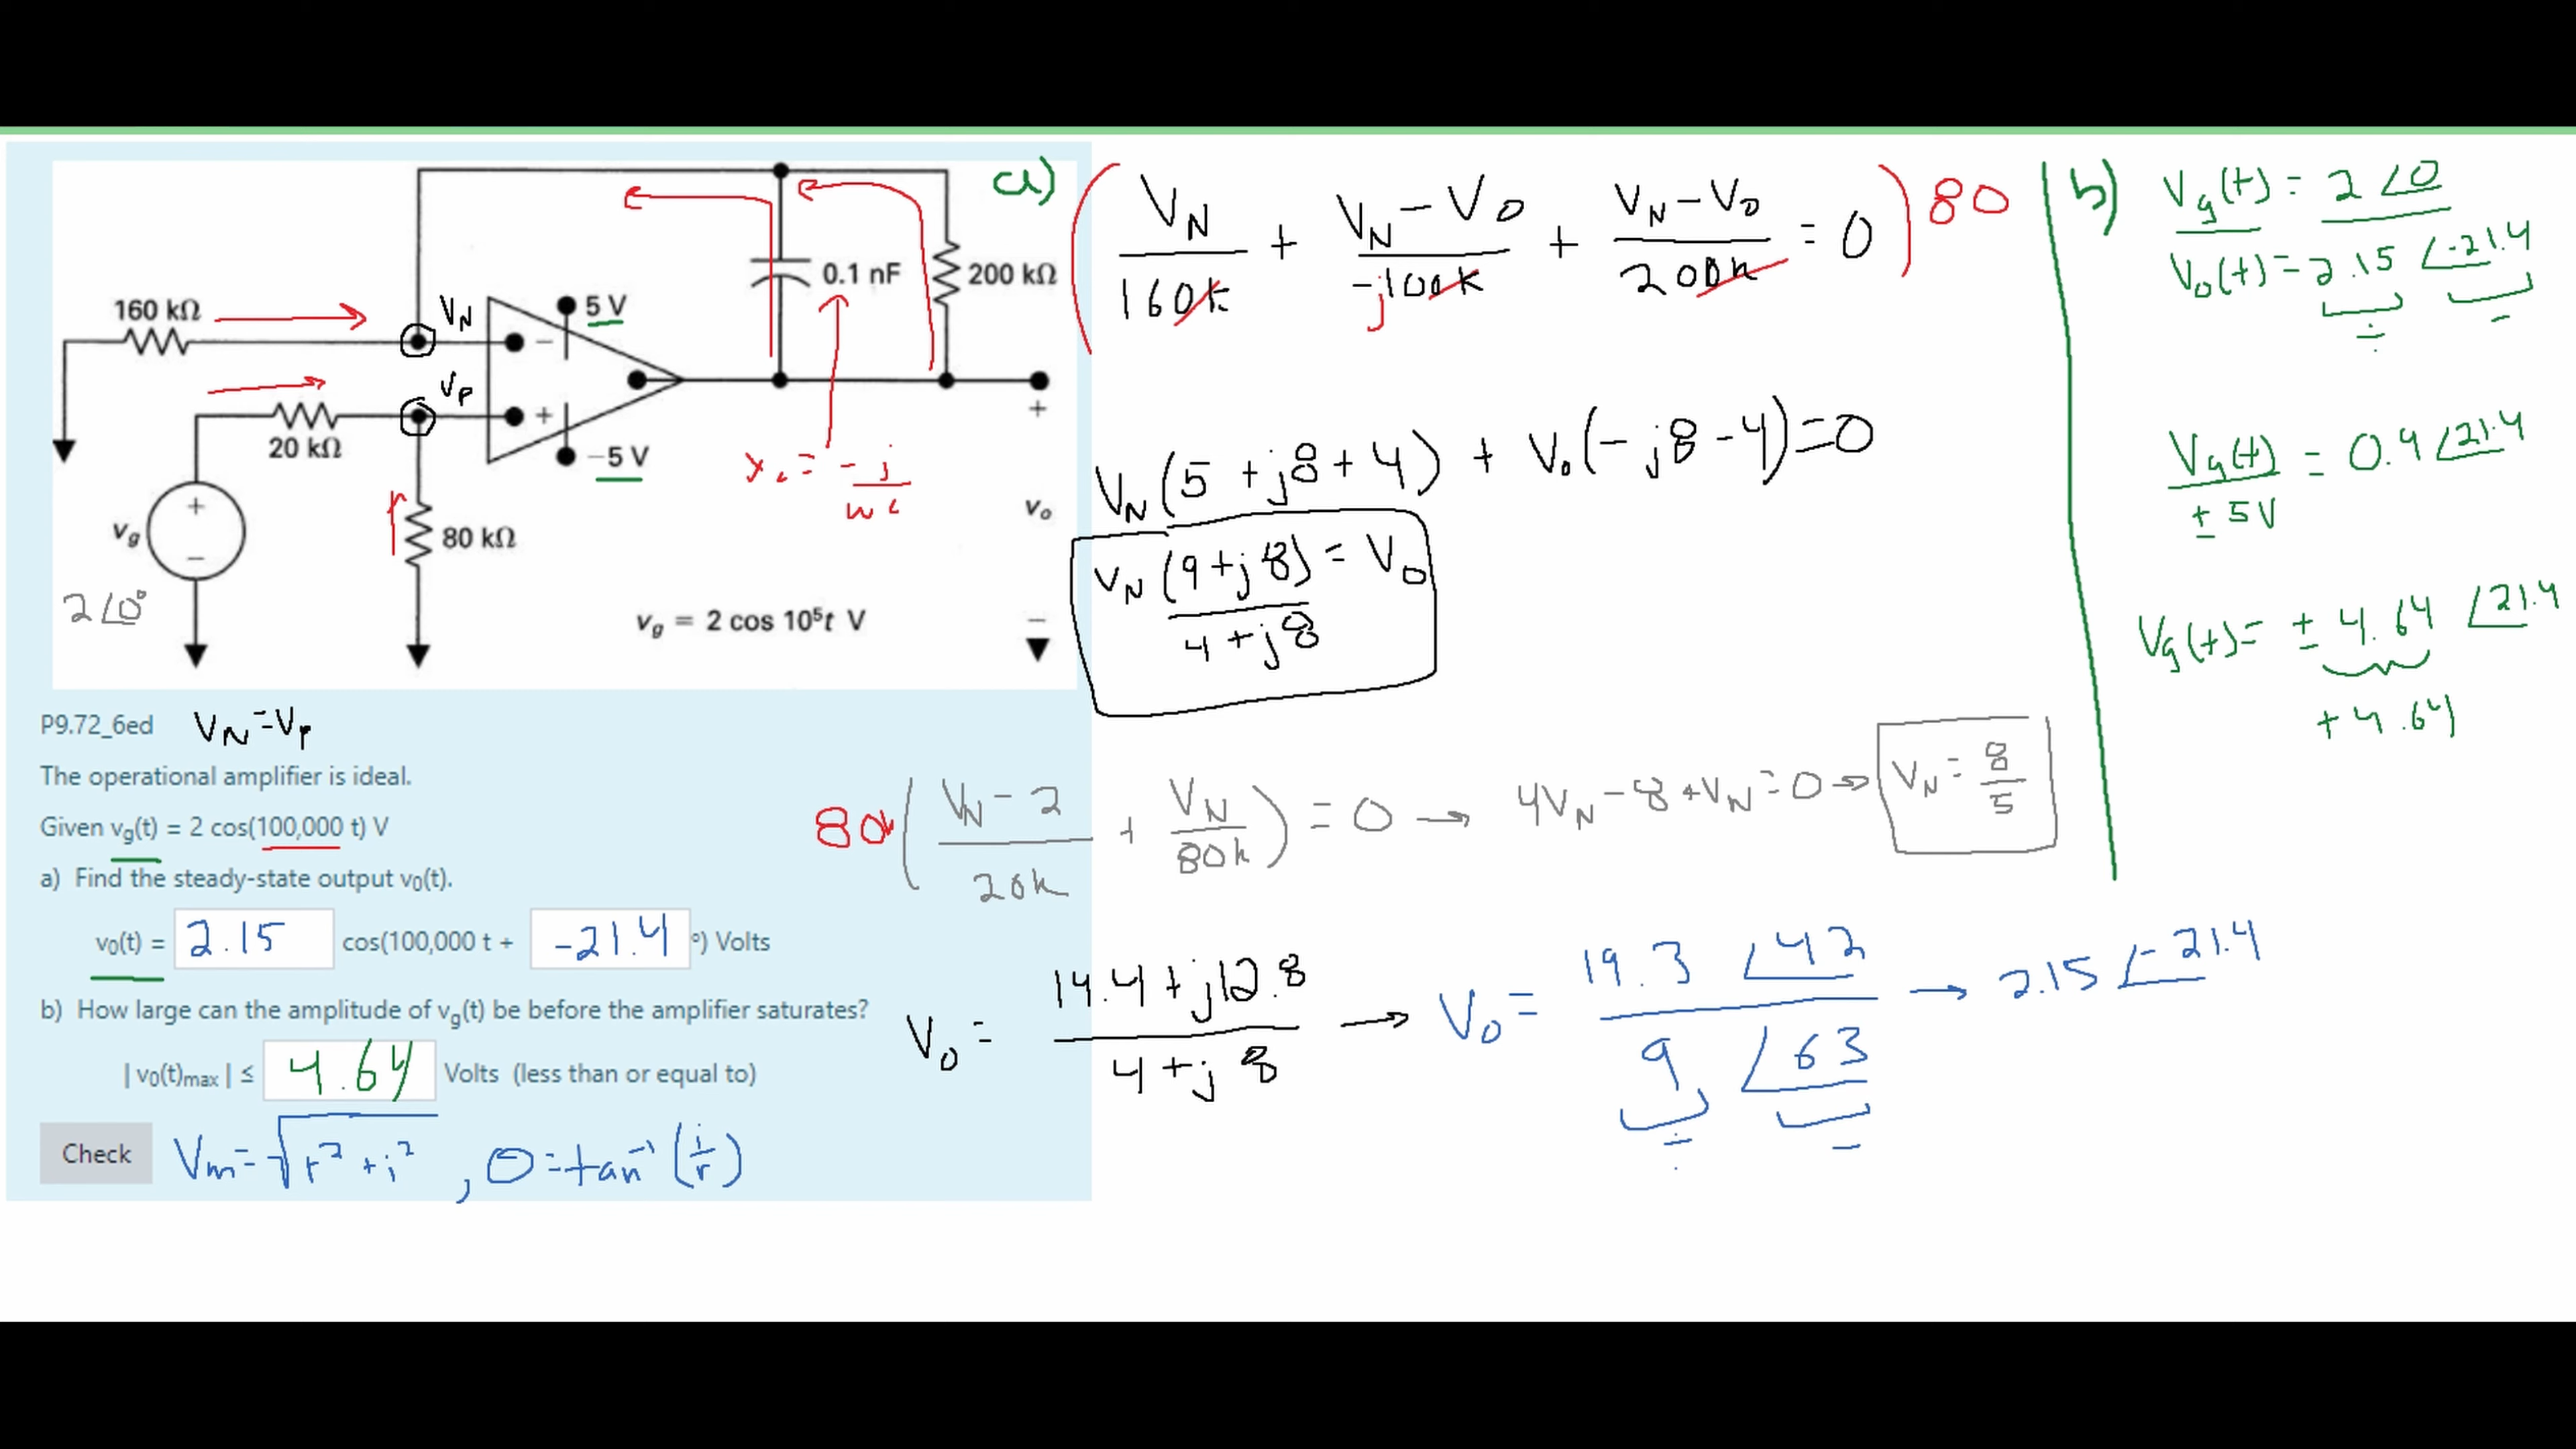 160 kΩ
V_N
5 V
0.1 nF
200 kΩ
−
20 kΩ
V_P
+
−5 V
+
+
v_g
−
80 kΩ
X_c = -j/wc
v_o
2∠0°
v_g = 2 cos 10⁵t V
−
P9.72_6ed V_N = V_P
The operational amplifier is ideal.
Given v_g(t) = 2 cos(100,000 t) V
a) Find the steady-state output v₀(t).
v₀(t) = 2.15 cos(100,000 t + -21.4 °) Volts
b) How large can the amplitude of v_g(t) be before the amplifier saturates?
| v₀(t)ₘₐₓ | ≤ 4.64 Volts (less than or equal to)
Check V_m = √(r² + i²) , θ = tan⁻¹(i/r)
a) (V_N/160k + (V_N - V_o)/-j100k + (V_N - V_o)/200k = 0) 80
V_N (5 + j8 + 4) + V_o (-j8 - 4) = 0
V_N (9 + j8)/(4 + j8) = V_o
80k ((V_N - 2)/20k + V_N/80k) = 0 → 4V_N - 8 + V_N = 0 → V_N = 8/5
V_o = (14.4 + j12.8)/(4 + j8) → V_o = 19.3 ∠42 / 9 ∠63 → 2.15 ∠-21.4
÷ −
b) V_g(t) = 2 ∠0
V_o(t) = 2.15 ∠-21.4
÷ −
V_g(t)/±5V = 0.9 ∠21.4
V_g(t) = ± 4.64 ∠21.4
+ 4.64